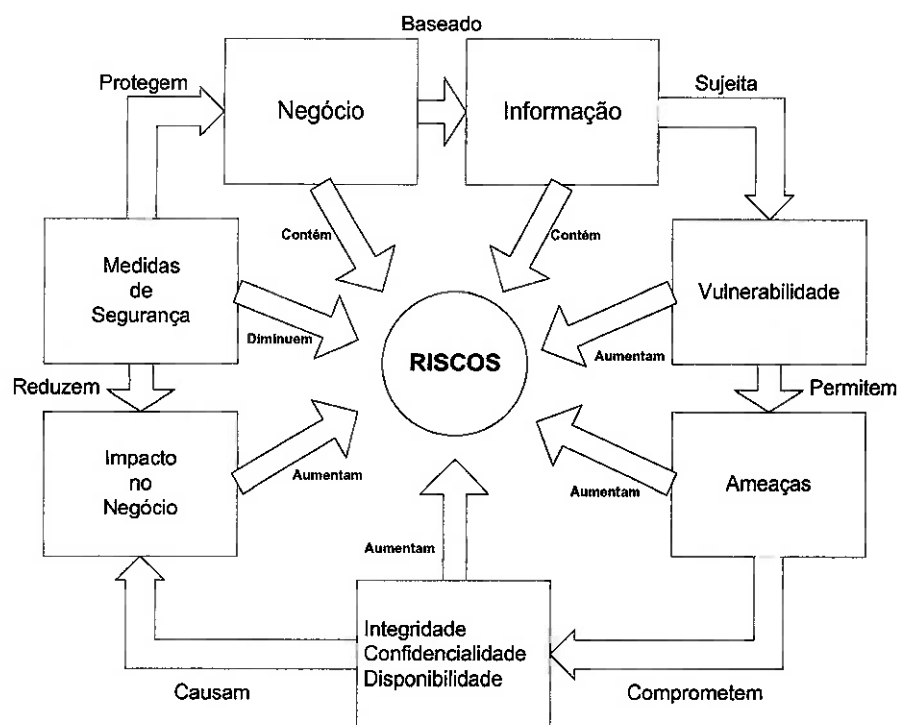 Baseado
Protegem
Negócio
Informação
Sujeita
Contém
Contém
Medidas
de
Segurança
Vulnerabilidade
Diminuem
RISCOS
Aumentam
Reduzem
Permitem
Impacto
no
Negócio
Aumentam
Aumentam
Ameaças
Aumentam
Integridade
Confidencialidade
Disponibilidade
Causam
Comprometem